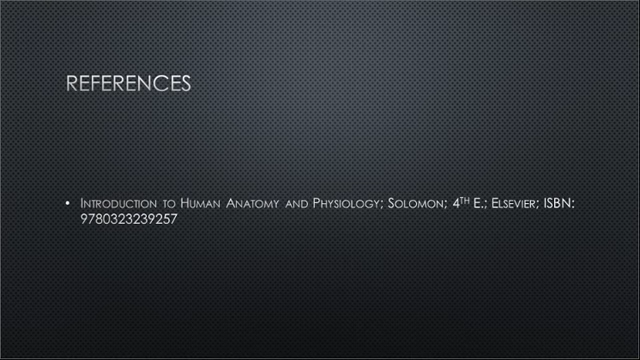 REFERENCES
• INTRODUCTION TO HUMAN ANATOMY AND PHYSIOLOGY; SOLOMON; 4TH E.; ELSEVIER; ISBN:
9780323239257